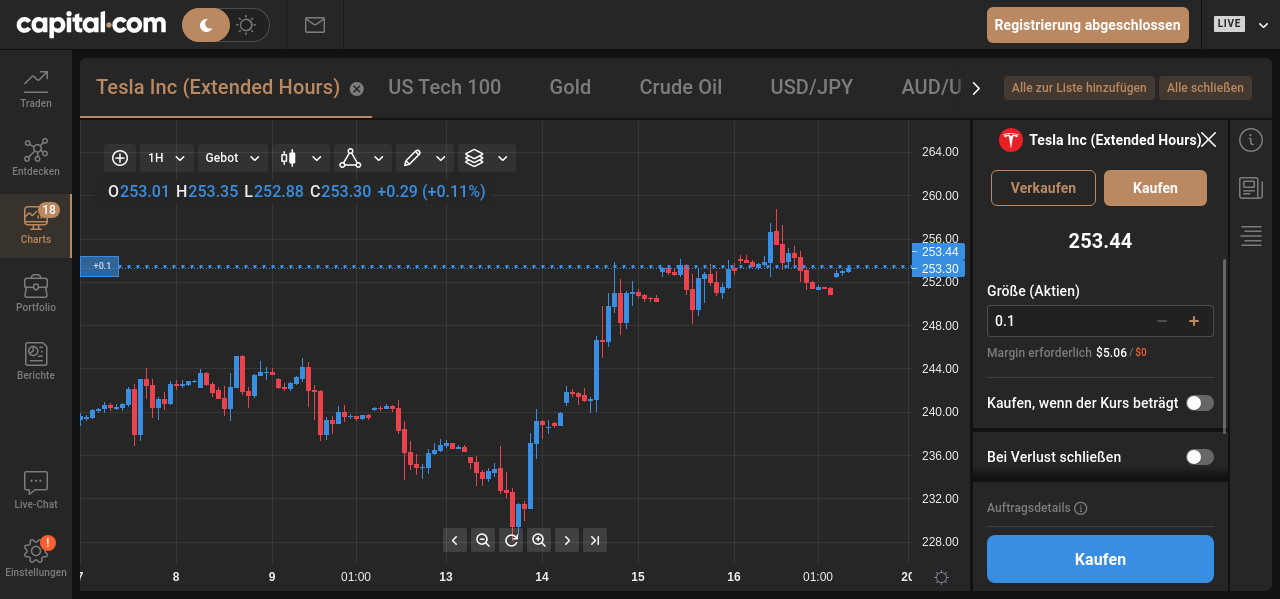 capital.com
Registrierung abgeschlossen
LIVE
Traden
Entdecken
18
Charts
Portfolio
Berichte
Live-Chat
!
Einstellungen
Tesla Inc (Extended Hours)
US Tech 100
Gold
Crude Oil
USD/JPY
AUD/U
Alle zur Liste hinzufügen
Alle schließen
1H
Gebot
O253.01 H253.35 L252.88 C253.30 +0.29 (+0.11%)
+0.1
264.00
260.00
256.00
253.44
253.30
252.00
248.00
244.00
240.00
236.00
232.00
228.00
7
8
9
01:00
13
14
15
16
01:00
20
Tesla Inc (Extended Hours)
Verkaufen
Kaufen
253.44
Größe (Aktien)
0.1
− +
Margin erforderlich $5.06 / $0
Kaufen, wenn der Kurs beträgt
Bei Verlust schließen
Auftragsdetails
Kaufen